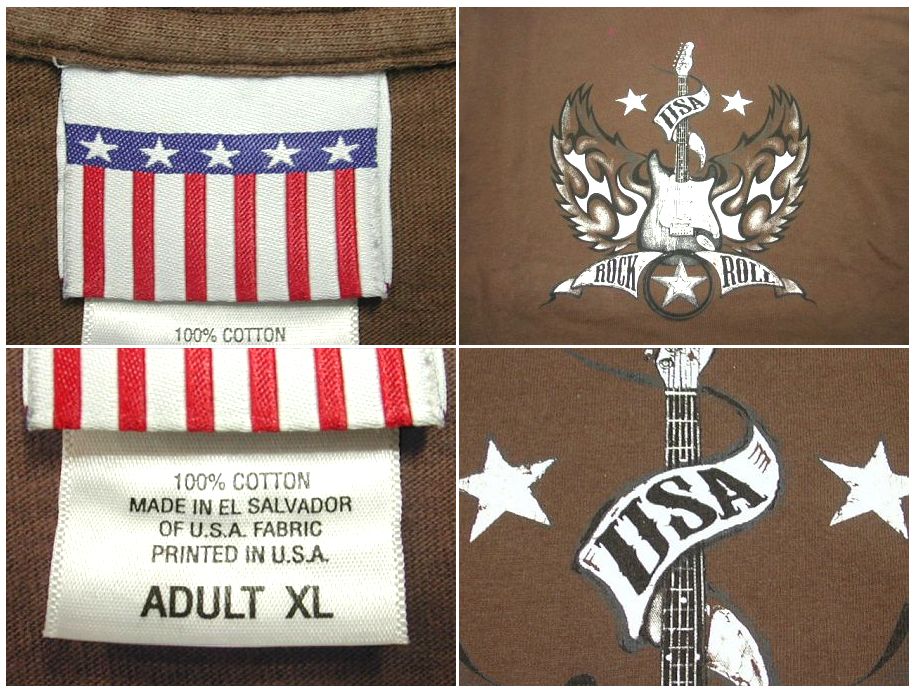 100% COTTON
USA
ROCK ROLL
100% COTTON
MADE IN EL SALVADOR
OF U.S.A. FABRIC
PRINTED IN U.S.A.
ADULT XL
USA